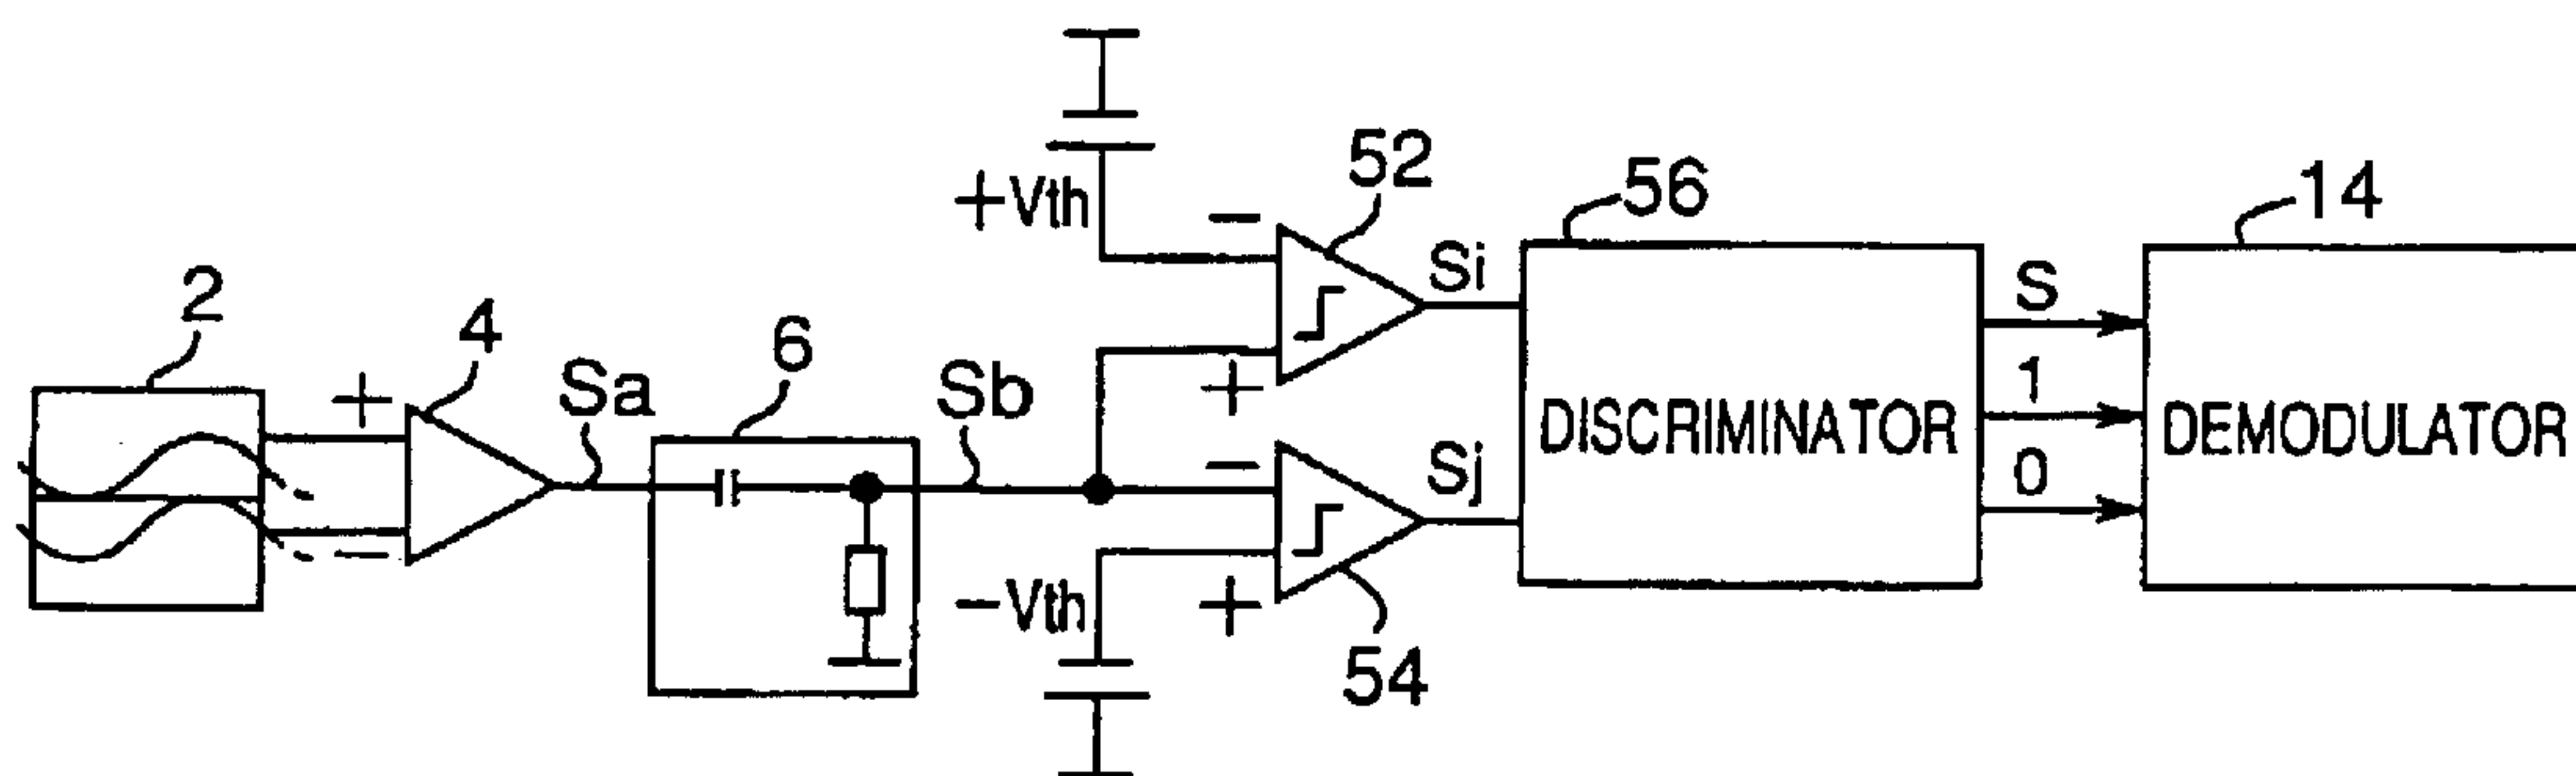 2
+
4
−
Sa
6
Sb
+Vth
−
52
+
Si
−
Sj
−Vth
+
54
56
DISCRIMINATOR
S
1
0
14
DEMODULATOR